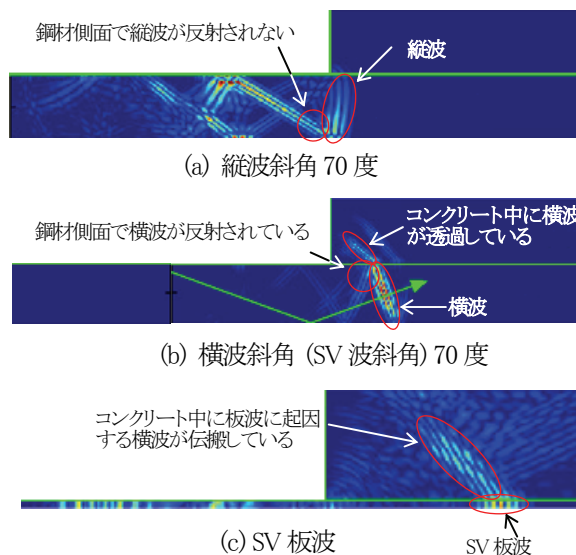 鋼材側面で縦波が反射されない
縦波
(a) 縦波斜角 70 度
鋼材側面で横波が反射されている
コンクリート中に横波
が透過している
横波
(b) 横波斜角 (SV 波斜角) 70 度
コンクリート中に板波に起因
する横波が伝搬している
(c) SV 板波
SV 板波